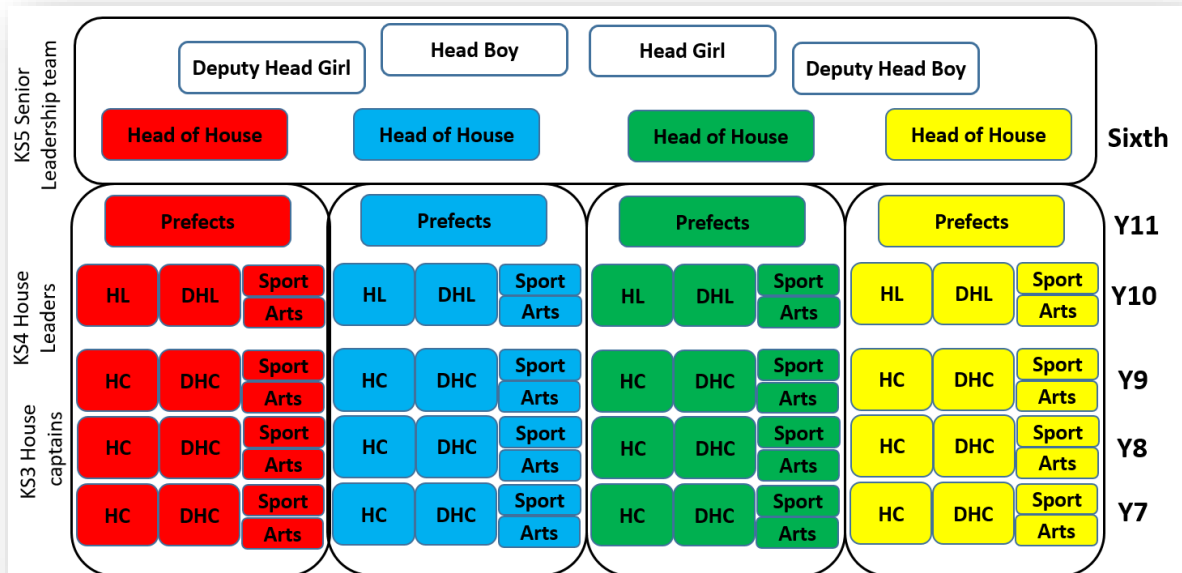 KS5 Senior
Leadership team
Deputy Head Girl
Head Boy
Head Girl
Deputy Head Boy
Head of House
Head of House
Head of House
Head of House
Sixth
Prefects
Prefects
Prefects
Prefects
Y11
KS4 House
Leaders
HL
DHL
Sport
Arts
HL
DHL
Sport
Arts
HL
DHL
Sport
Arts
HL
DHL
Sport
Arts
Y10
KS3 House
captains
HC
DHC
Sport
Arts
HC
DHC
Sport
Arts
HC
DHC
Sport
Arts
HC
DHC
Sport
Arts
Y9
HC
DHC
Sport
Arts
HC
DHC
Sport
Arts
HC
DHC
Sport
Arts
HC
DHC
Sport
Arts
Y8
HC
DHC
Sport
Arts
HC
DHC
Sport
Arts
HC
DHC
Sport
Arts
HC
DHC
Sport
Arts
Y7